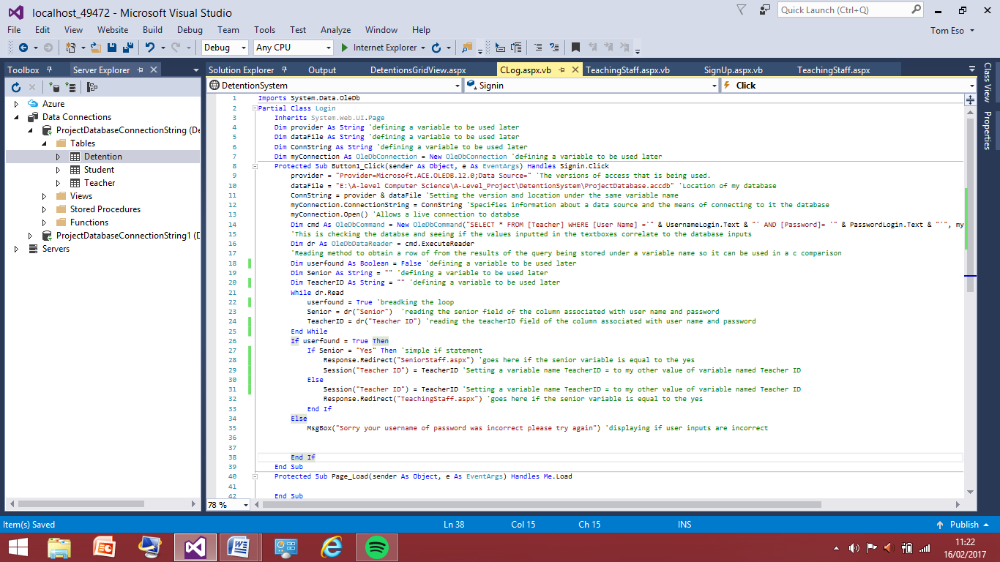 localhost_49472 - Microsoft Visual Studio
Quick Launch (Ctrl+Q)
File Edit View Website Build Debug Team Tools Test Analyze Window Help
Tom Eso
Debug Any CPU Internet Explorer
Toolbox Server Explorer
Solution Explorer Output DetentionsGridView.aspx CLog.aspx.vb TeachingStaff.aspx.vb SignUp.aspx.vb TeachingStaff.aspx
Class View
Properties
DetentionSystem Signin Click
Azure
Data Connections
ProjectDatabaseConnectionString (De
Tables
Detention
Student
Teacher
Views
Stored Procedures
Functions
ProjectDatabaseConnectionString1 (D
Servers
1 Imports System.Data.OleDb
2 Partial Class Login
3 Inherits System.Web.UI.Page
4 Dim provider As String 'defining a variable to be used later
5 Dim dataFile As String 'defining a variable to be used later
6 Dim ConnString As String 'defining a variable to be used later
7 Dim myConnection As OleDbConnection = New OleDbConnection 'defining a variable to be used later
8 Protected Sub Button1_Click(sender As Object, e As EventArgs) Handles Signin.Click
9 provider = "Provider=Microsoft.ACE.OLEDB.12.0;Data Source=" 'The versions of access that is being used.
10 dataFile = "E:\A-level Computer Science\A-Level_Project\DetentionSystem\ProjectDatabase.accdb" 'Location of my database
11 ConnString = provider & dataFile 'Setting the version and location under the same variable name
12 myConnection.ConnectionString = ConnString 'Specifies information about a data source and the means of connecting to it the database
13 myConnection.Open() 'Allows a live connection to databse
14 Dim cmd As OleDbCommand = New OleDbCommand("SELECT * FROM [Teacher] WHERE [User Name] ='" & UsernameLogin.Text & "' AND [Password]= '" & PasswordLogin.Text & "'", my
15 'This is checking the databse and seeing if the values inputted in the textboxes correlate to the database inputs
16 Dim dr As OleDbDataReader = cmd.ExecuteReader
17 'Reading method to obtain a row of from the results of the query being stored under a variable name so it can be used in a c comparison
18 Dim userfound As Boolean = False 'defining a variable to be used later
19 Dim Senior As String = "" 'defining a variable to be used later
20 Dim TeacherID As String = "" 'defining a variable to be used later
21 While dr.Read
22 userfound = True 'breadking the loop
23 Senior = dr("Senior") 'reading the senior field of the column associated with user name and password
24 TeacherID = dr("Teacher ID") 'reading the teacherID field of the column associated with user name and password
25 End While
26 If userfound = True Then
27 If Senior = "Yes" Then 'simple if statement
28 Response.Redirect("SeniorStaff.aspx") 'goes here if the senior variable is equal to the yes
29 Session("Teacher ID") = TeacherID 'Setting a variable name TeacherID = to my other value of variable named Teacher ID
30 Else
31 Session("Teacher ID") = TeacherID 'Setting a variable name TeacherID = to my other value of variable named Teacher ID
32 Response.Redirect("TeachingStaff.aspx") 'goes here if the senior variable is equal to the yes
33 End If
34 Else
35 MsgBox("Sorry your username of password was incorrect please try again") 'displaying if user inputs are incorrect
36
37
38 End If
39 End Sub
40 Protected Sub Page_Load(sender As Object, e As EventArgs) Handles Me.Load
41
42 End Sub
78 %
Item(s) Saved Ln 38 Col 15 Ch 15 INS Publish
11:22
16/02/2017